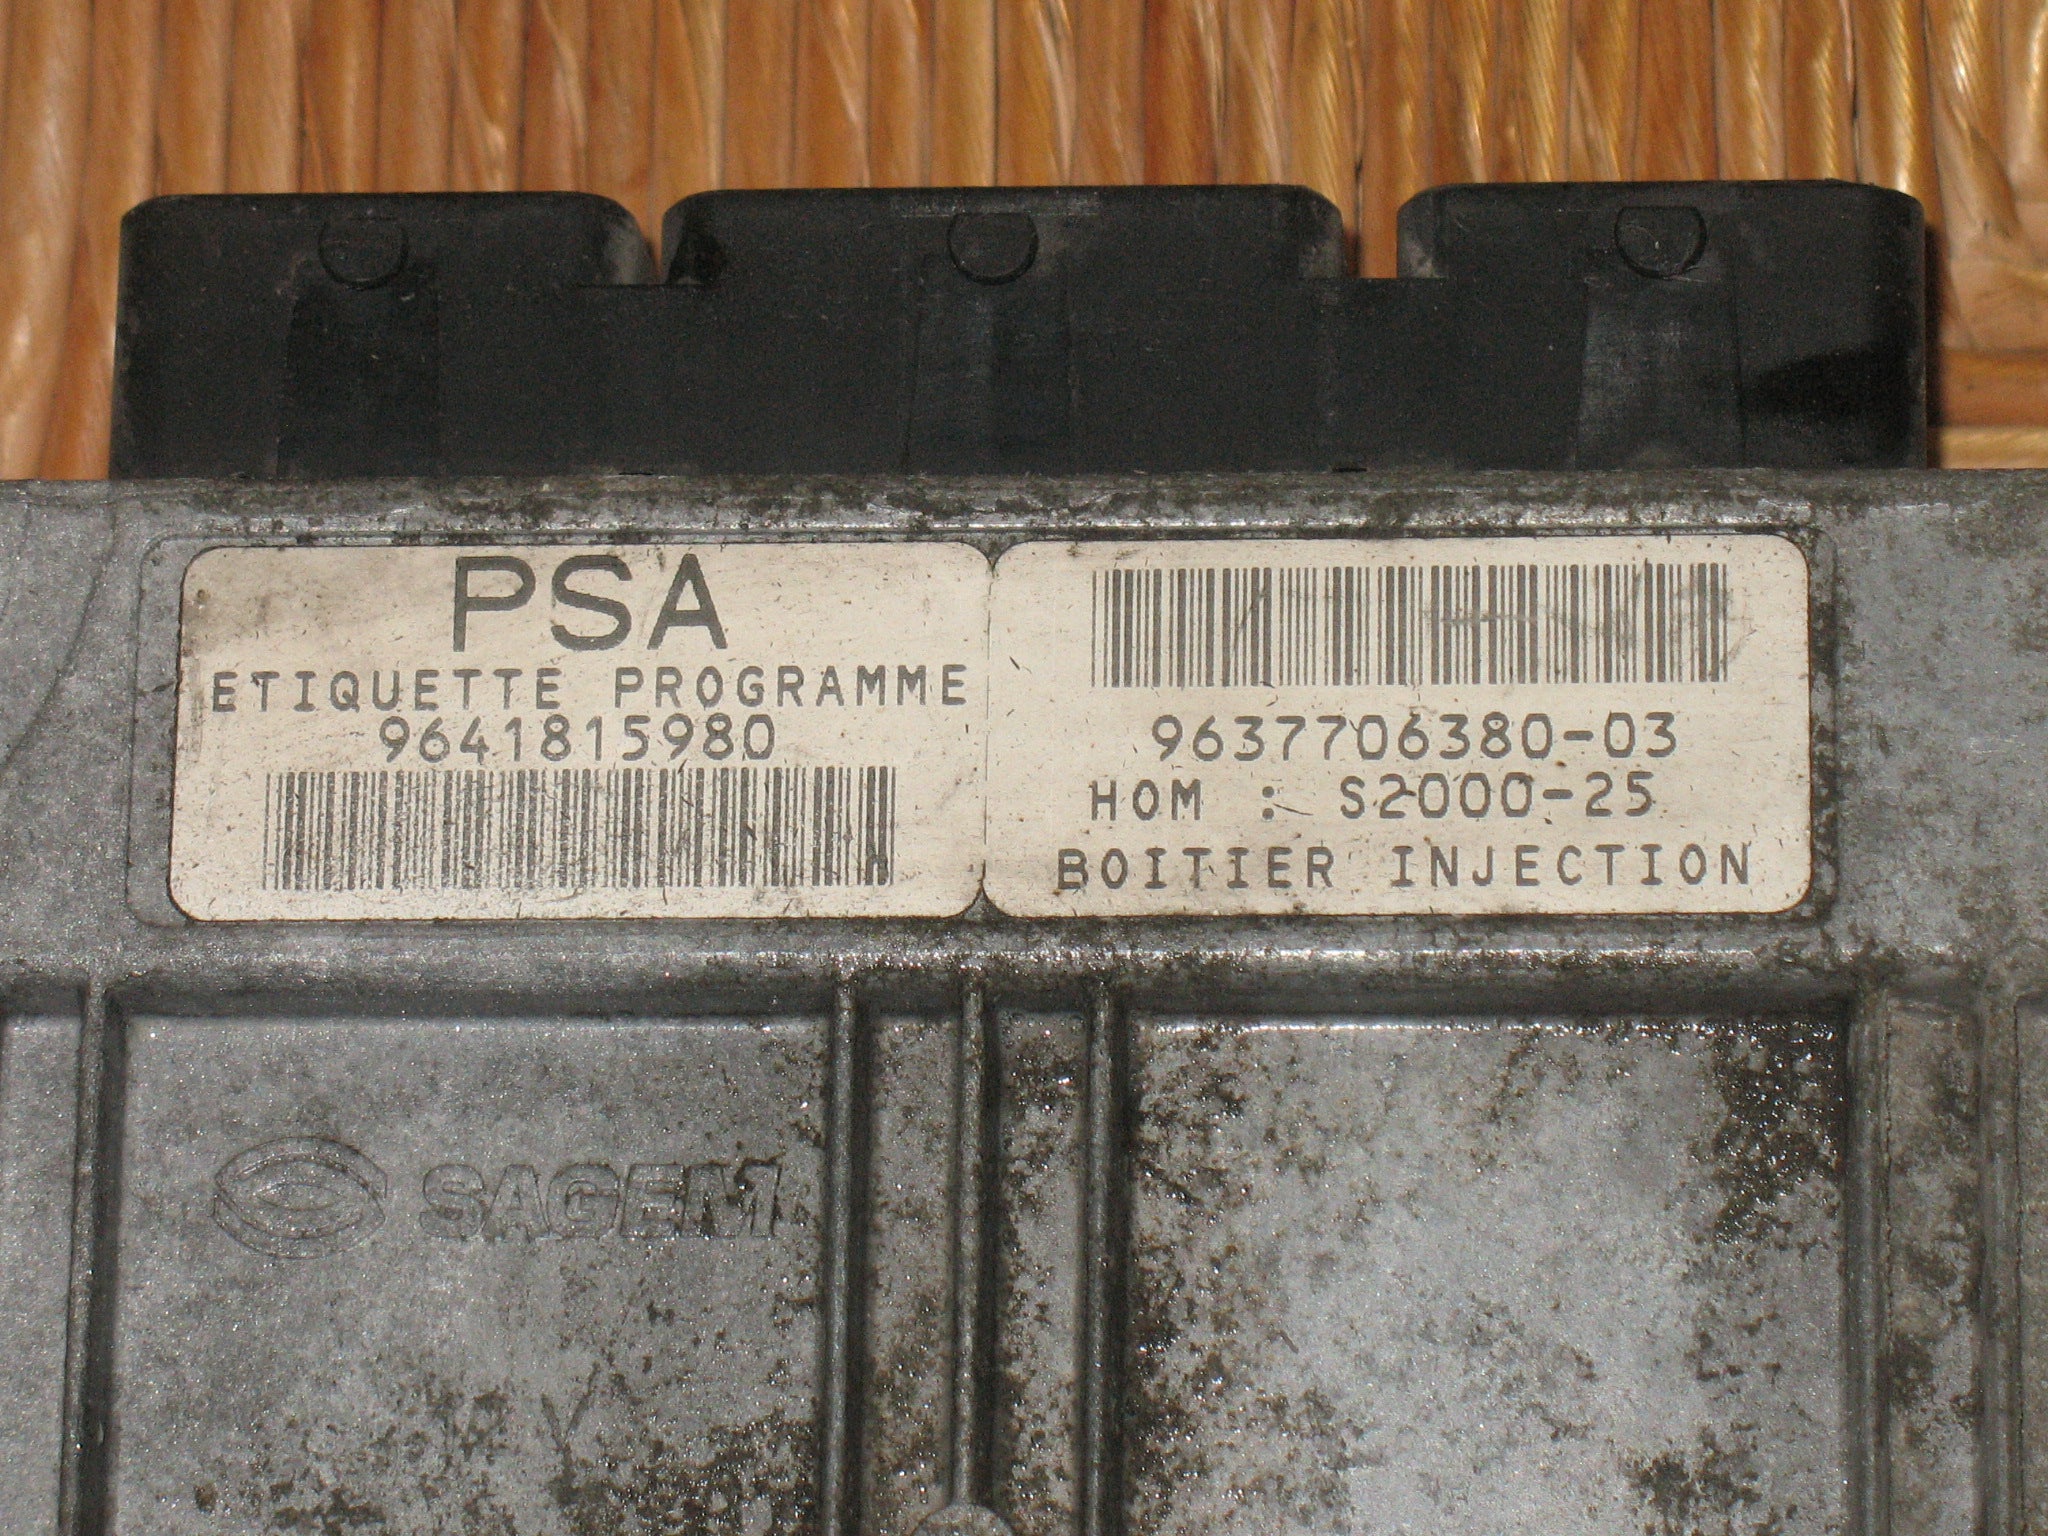 PSA
ETIQUETTE PROGRAMME
9641815980
9637706380-03
HOM : S2000-25
BOITIER INJECTION
SAGEM